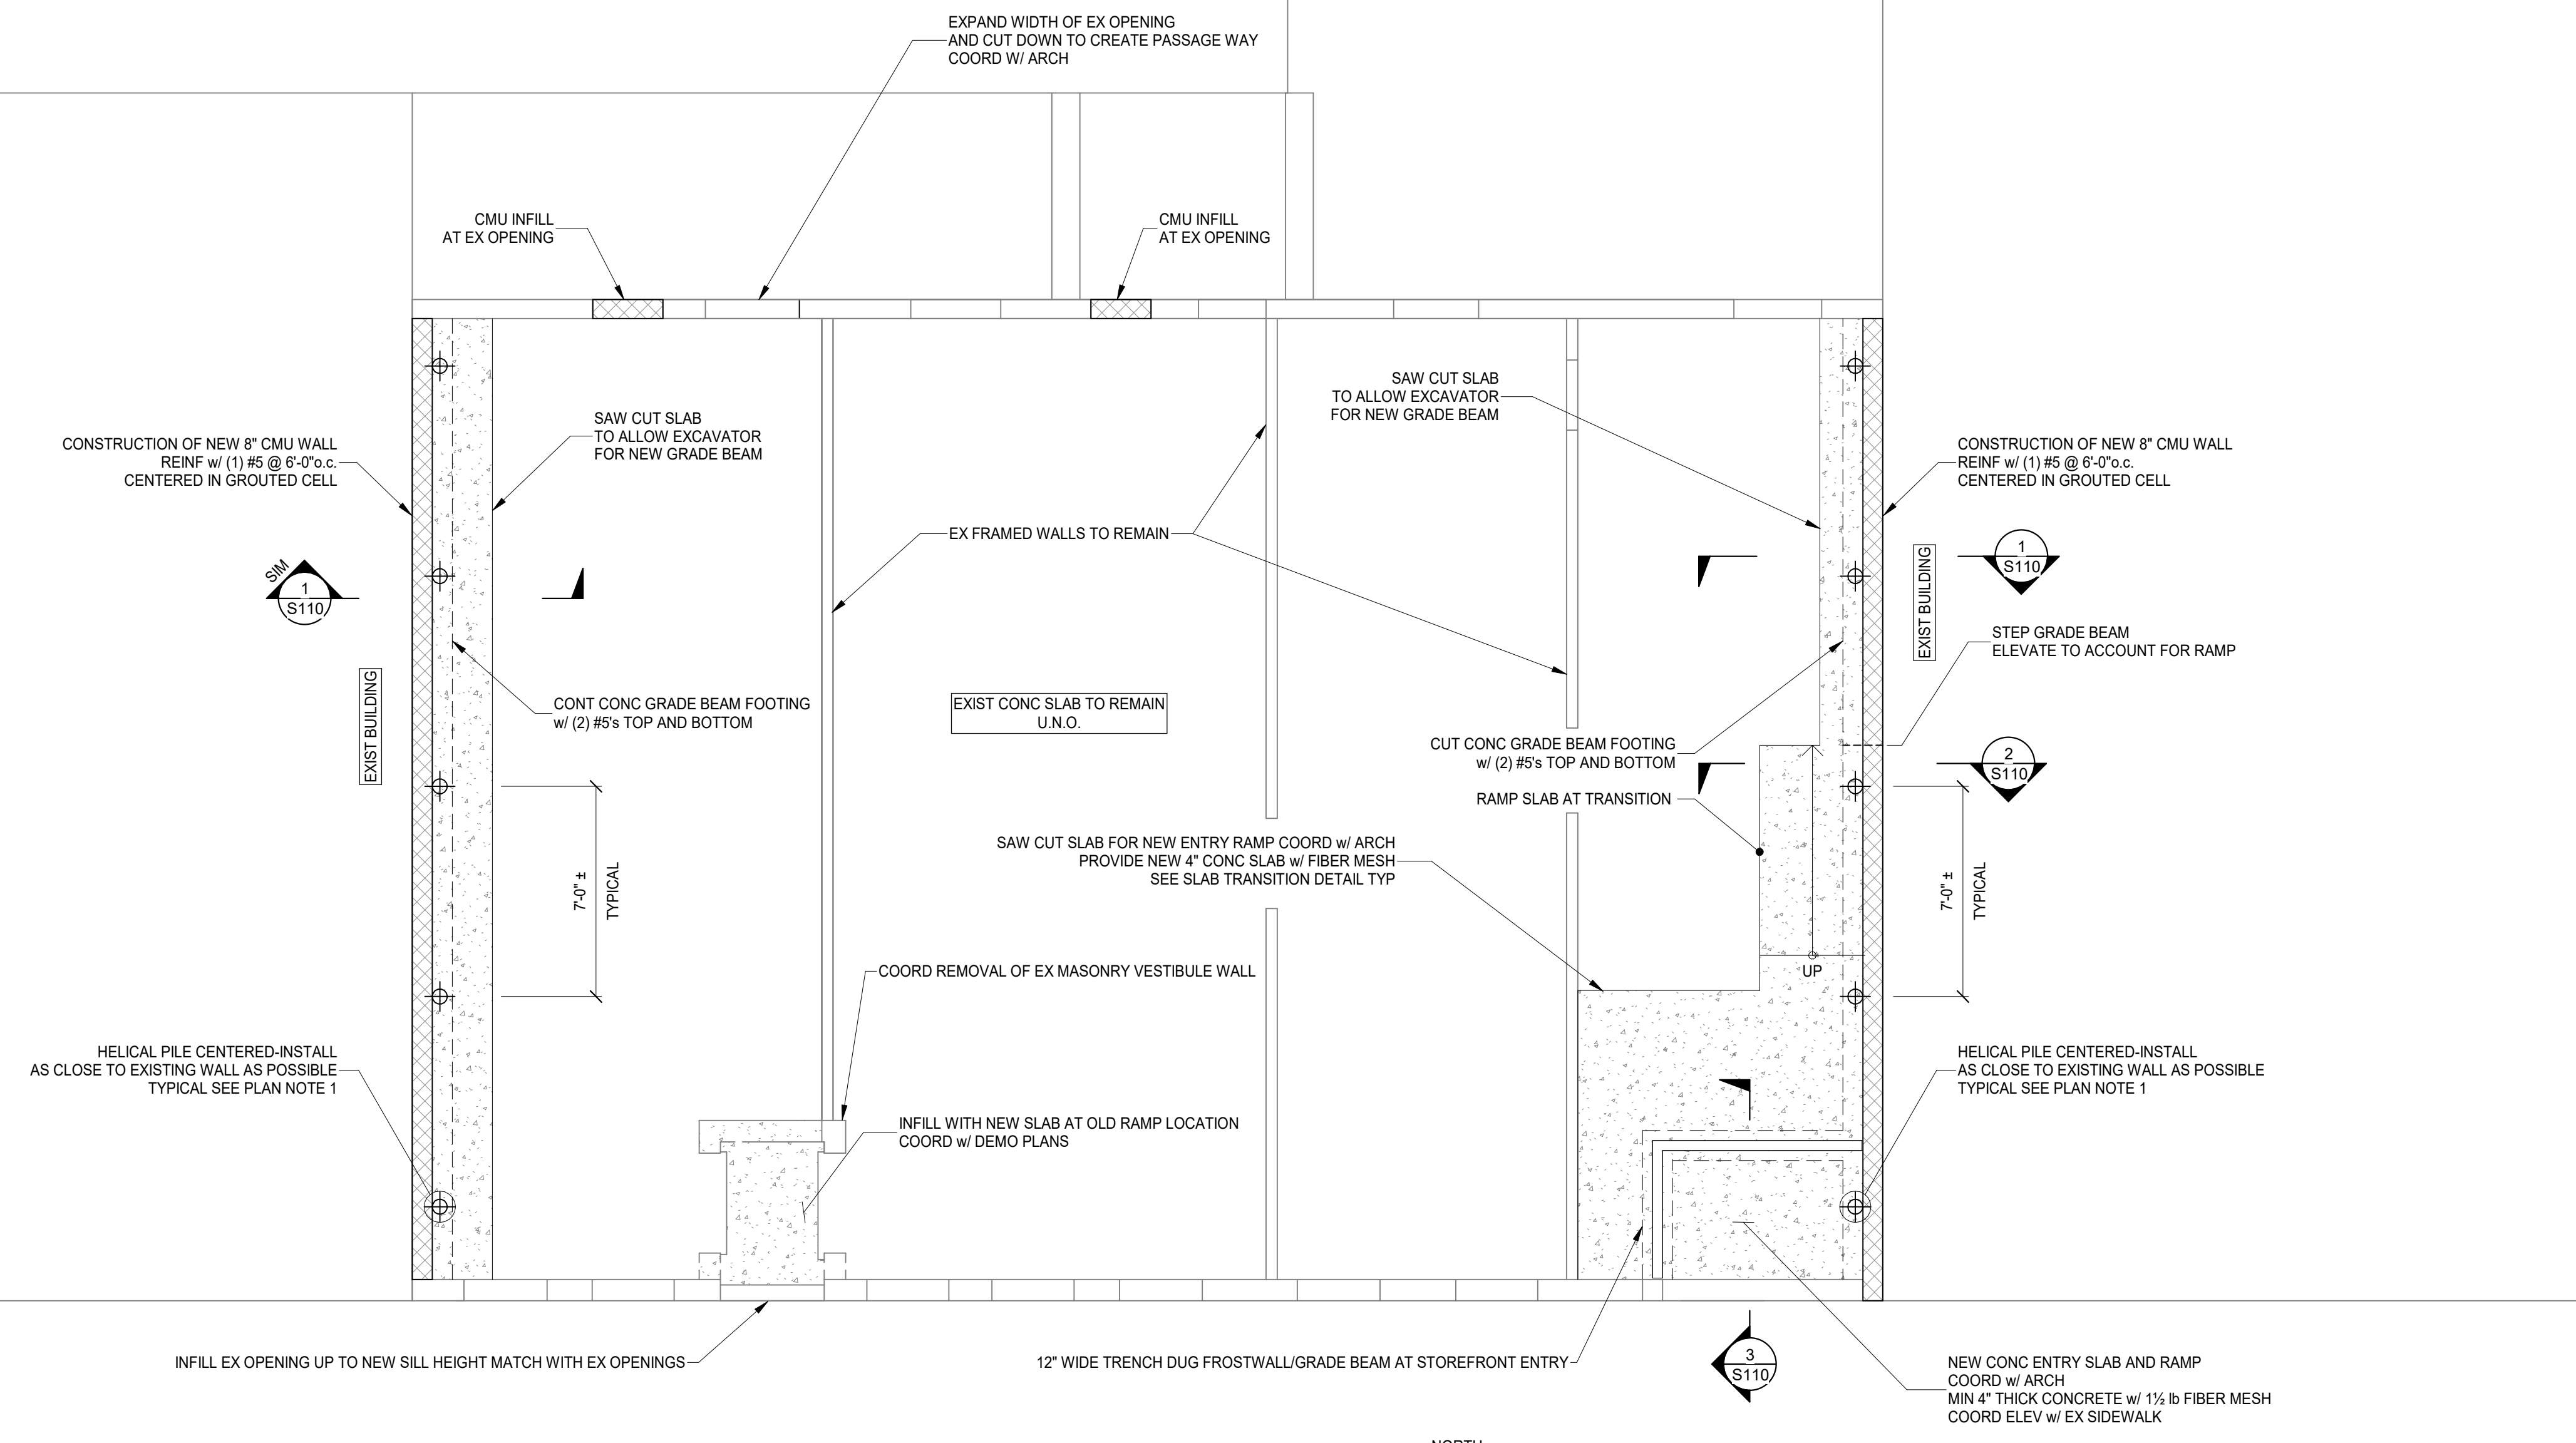 EXPAND WIDTH OF EX OPENING
AND CUT DOWN TO CREATE PASSAGE WAY
COORD W/ ARCH
CMU INFILL
AT EX OPENING
CMU INFILL
AT EX OPENING
SAW CUT SLAB
TO ALLOW EXCAVATOR
FOR NEW GRADE BEAM
SAW CUT SLAB
TO ALLOW EXCAVATOR
FOR NEW GRADE BEAM
CONSTRUCTION OF NEW 8" CMU WALL
REINF w/ (1) #5 @ 6'-0"o.c.
CENTERED IN GROUTED CELL
CONSTRUCTION OF NEW 8" CMU WALL
REINF w/ (1) #5 @ 6'-0"o.c.
CENTERED IN GROUTED CELL
EX FRAMED WALLS TO REMAIN
SIM
1
S110
1
S110
EXIST BUILDING
EXIST BUILDING
STEP GRADE BEAM
ELEVATE TO ACCOUNT FOR RAMP
CONT CONC GRADE BEAM FOOTING
w/ (2) #5's TOP AND BOTTOM
EXIST CONC SLAB TO REMAIN
U.N.O.
CUT CONC GRADE BEAM FOOTING
w/ (2) #5's TOP AND BOTTOM
2
S110
RAMP SLAB AT TRANSITION
SAW CUT SLAB FOR NEW ENTRY RAMP COORD w/ ARCH
PROVIDE NEW 4" CONC SLAB w/ FIBER MESH
SEE SLAB TRANSITION DETAIL TYP
7'-0" ±
TYPICAL
7'-0" ±
TYPICAL
UP
COORD REMOVAL OF EX MASONRY VESTIBULE WALL
HELICAL PILE CENTERED-INSTALL
AS CLOSE TO EXISTING WALL AS POSSIBLE
TYPICAL SEE PLAN NOTE 1
HELICAL PILE CENTERED-INSTALL
AS CLOSE TO EXISTING WALL AS POSSIBLE
TYPICAL SEE PLAN NOTE 1
INFILL WITH NEW SLAB AT OLD RAMP LOCATION
COORD w/ DEMO PLANS
INFILL EX OPENING UP TO NEW SILL HEIGHT MATCH WITH EX OPENINGS
12" WIDE TRENCH DUG FROSTWALL/GRADE BEAM AT STOREFRONT ENTRY
3
S110
NEW CONC ENTRY SLAB AND RAMP
COORD w/ ARCH
MIN 4" THICK CONCRETE w/ 1½ lb FIBER MESH
COORD ELEV w/ EX SIDEWALK
NORTH